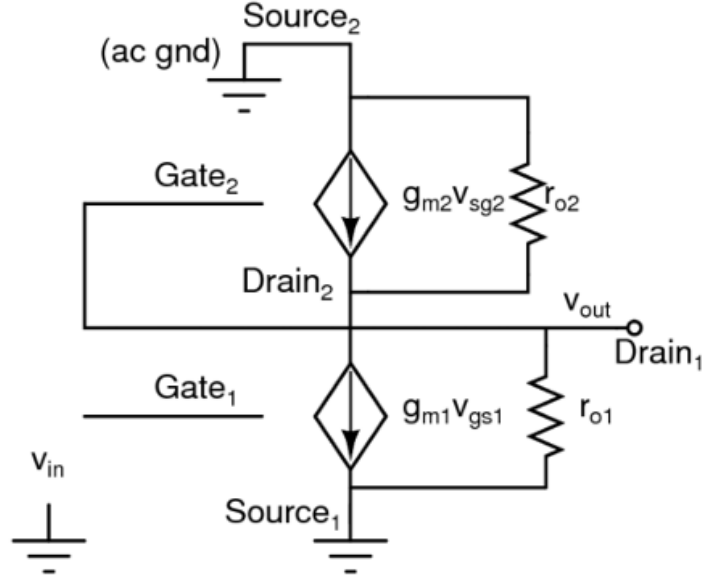 Source₂
(ac gnd)
Gate₂
gₘ₂vsg₂
rₒ₂
Drain₂
vout
Drain₁
Gate₁
gₘ₁vgs₁
rₒ₁
vin
Source₁